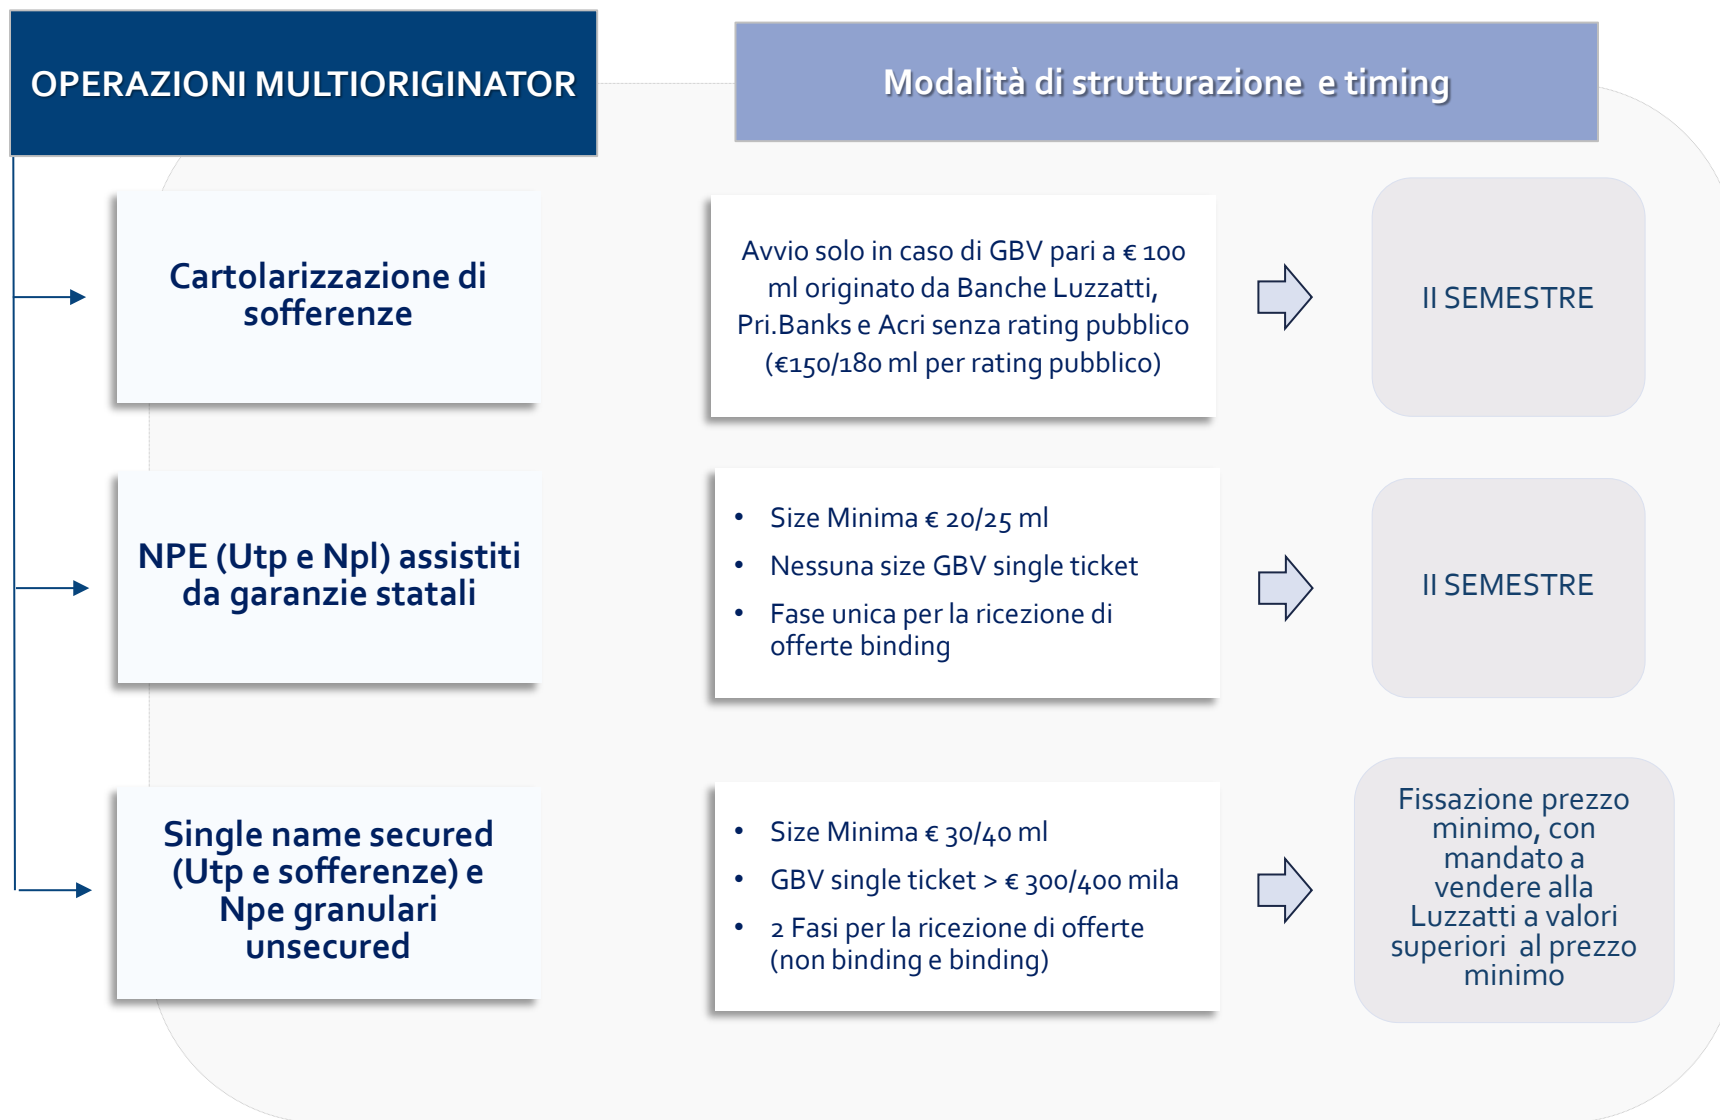 OPERAZIONI MULTIORIGINATOR
Modalità di strutturazione e timing
Cartolarizzazione di
sofferenze
Avvio solo in caso di GBV pari a € 100
ml originato da Banche Luzzatti,
Pri.Banks e Acri senza rating pubblico
(€150/180 ml per rating pubblico)
II SEMESTRE
NPE (Utp e Npl) assistiti
da garanzie statali
• Size Minima € 20/25 ml
• Nessuna size GBV single ticket
• Fase unica per la ricezione di
offerte binding
II SEMESTRE
Single name secured
(Utp e sofferenze) e
Npe granulari
unsecured
• Size Minima € 30/40 ml
• GBV single ticket > € 300/400 mila
• 2 Fasi per la ricezione di offerte
(non binding e binding)
Fissazione prezzo
minimo, con
mandato a
vendere alla
Luzzatti a valori
superiori al prezzo
minimo